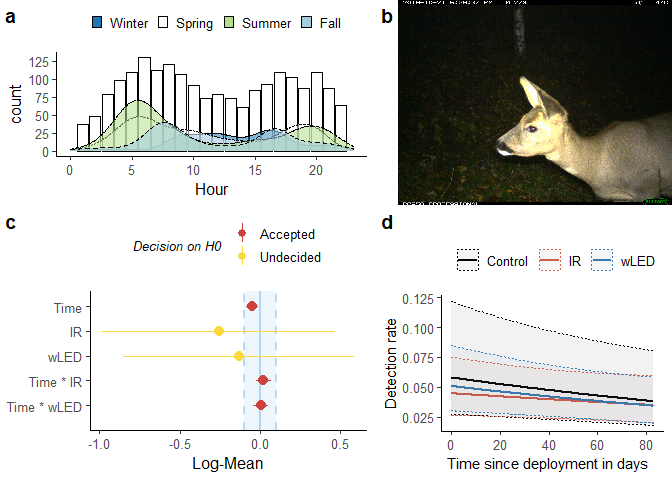 a
Winter Spring Summer Fall
count
125
100
75
50
25
0
0 5 10 15 20
Hour
b
c
Decision on H0
Accepted
Undecided
Time
IR
wLED
Time * IR
Time * wLED
-1.0 -0.5 0.0 0.5
Log-Mean
d
Control IR wLED
Detection rate
0.125
0.100
0.075
0.050
0.025
0 20 40 60 80
Time since deployment in days